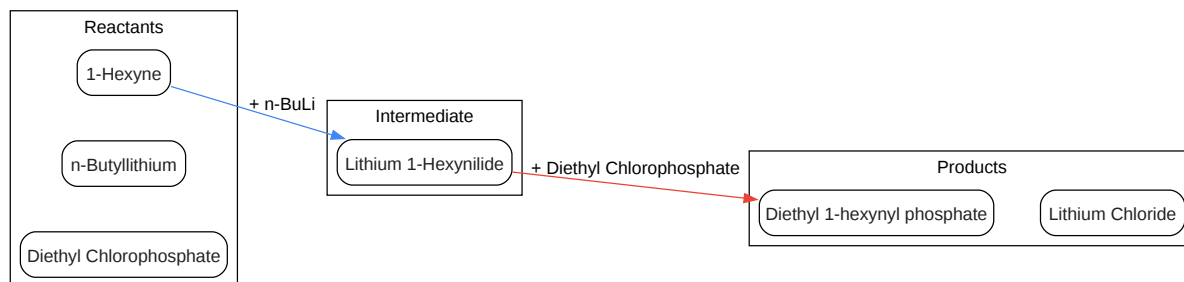 Reactants
1-Hexyne
n-Butyllithium
Diethyl Chlorophosphate
+ n-BuLi
Intermediate
Lithium 1-Hexynilide
+ Diethyl Chlorophosphate
Products
Diethyl 1-hexynyl phosphate
Lithium Chloride